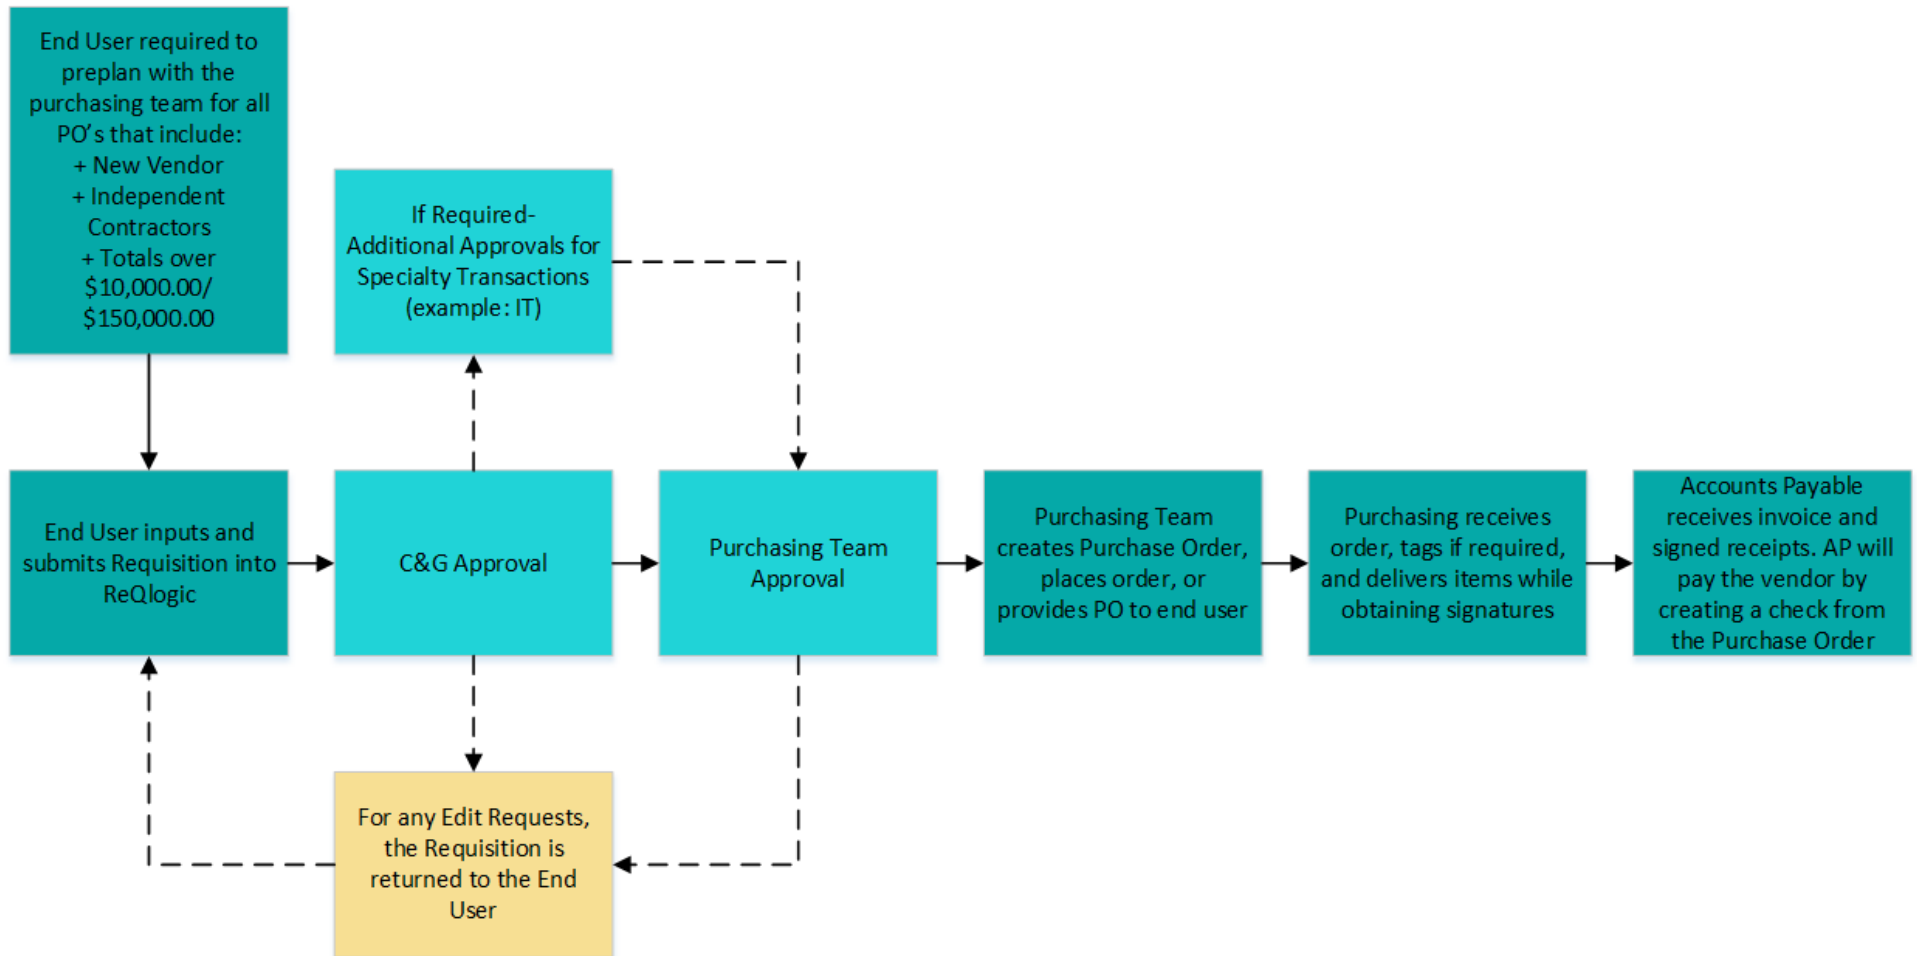 End User required to
preplan with the
purchasing team for all
PO's that include:
+ New Vendor
+ Independent
Contractors
+ Totals over
$10,000.00/
$150,000.00
If Required-
Additional Approvals for
Specialty Transactions
(example: IT)
End User inputs and
submits Requisition into
ReQlogic
C&G Approval
Purchasing Team
Approval
Purchasing Team
creates Purchase Order,
places order, or
provides PO to end user
Purchasing receives
order, tags if required,
and delivers items while
obtaining signatures
Accounts Payable
receives invoice and
signed receipts. AP will
pay the vendor by
creating a check from
the Purchase Order
For any Edit Requests,
the Requisition is
returned to the End
User